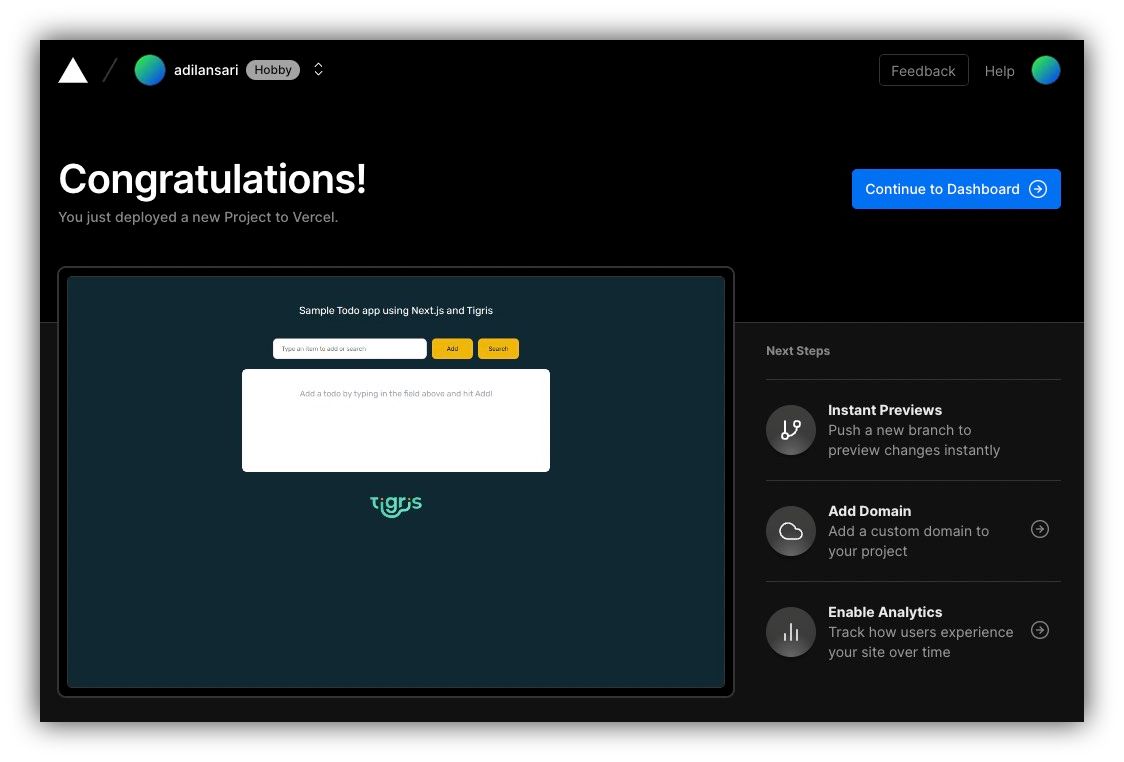 adilansari Hobby
Feedback Help
Congratulations!
You just deployed a new Project to Vercel.
Continue to Dashboard
Sample Todo app using Next.js and Tigris
Type an item to add or search Add Search
Add a todo by typing in the field above and hit Add!
Tigris
Next Steps
Instant Previews
Push a new branch to
preview changes instantly
Add Domain
Add a custom domain to
your project
Enable Analytics
Track how users experience
your site over time